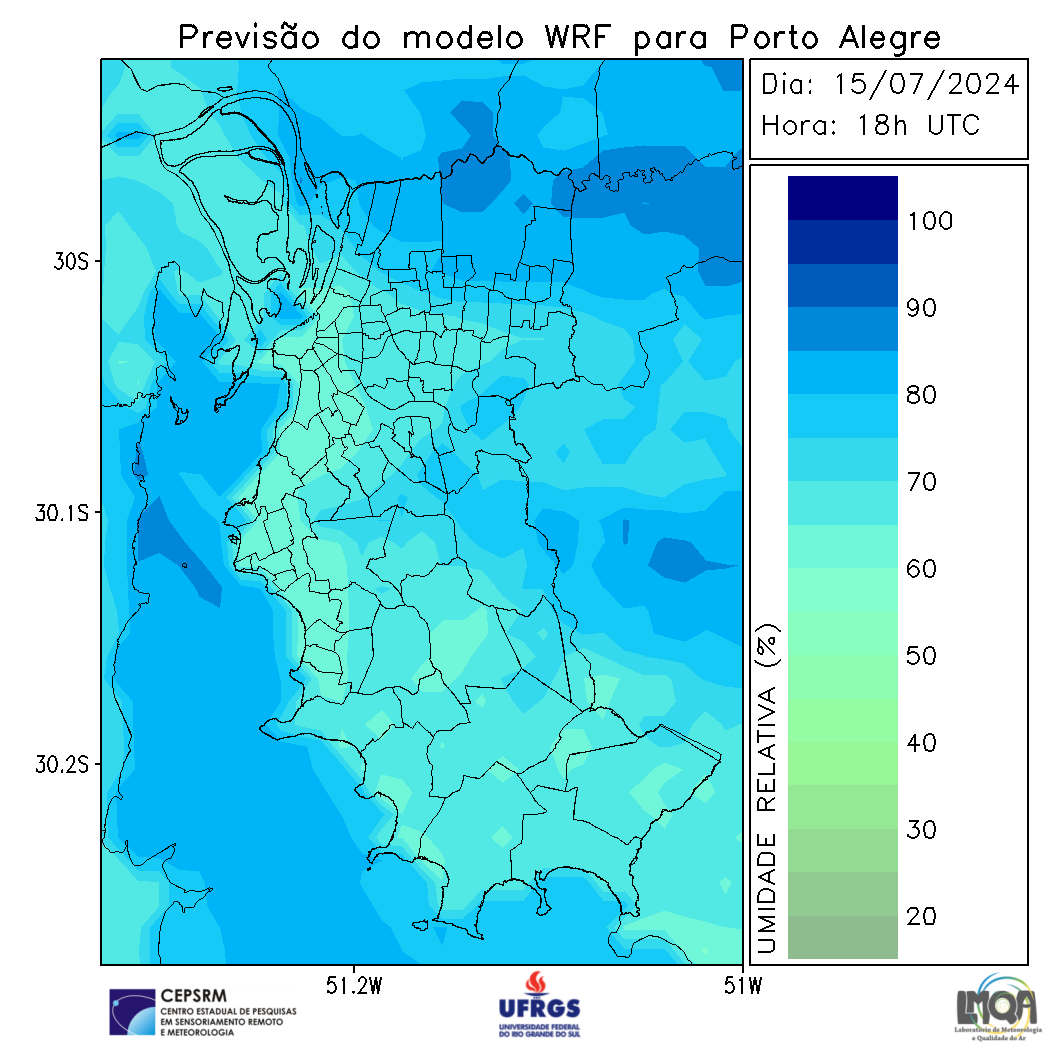 Previsão do modelo WRF para Porto Alegre
Dia: 15/07/2024
Hora: 18h UTC
30S
30.1S
30.2S
51.2W
51W
UMIDADE RELATIVA (%)
100
90
80
70
60
50
40
30
20
CEPSRM
CENTRO ESTADUAL DE PESQUISAS
EM SENSORIAMENTO REMOTO
E METEOROLOGIA
UFRGS
UNIVERSIDADE FEDERAL
DO RIO GRANDE DO SUL
LMQA
Laboratório de Meteorologia
e Qualidade do Ar